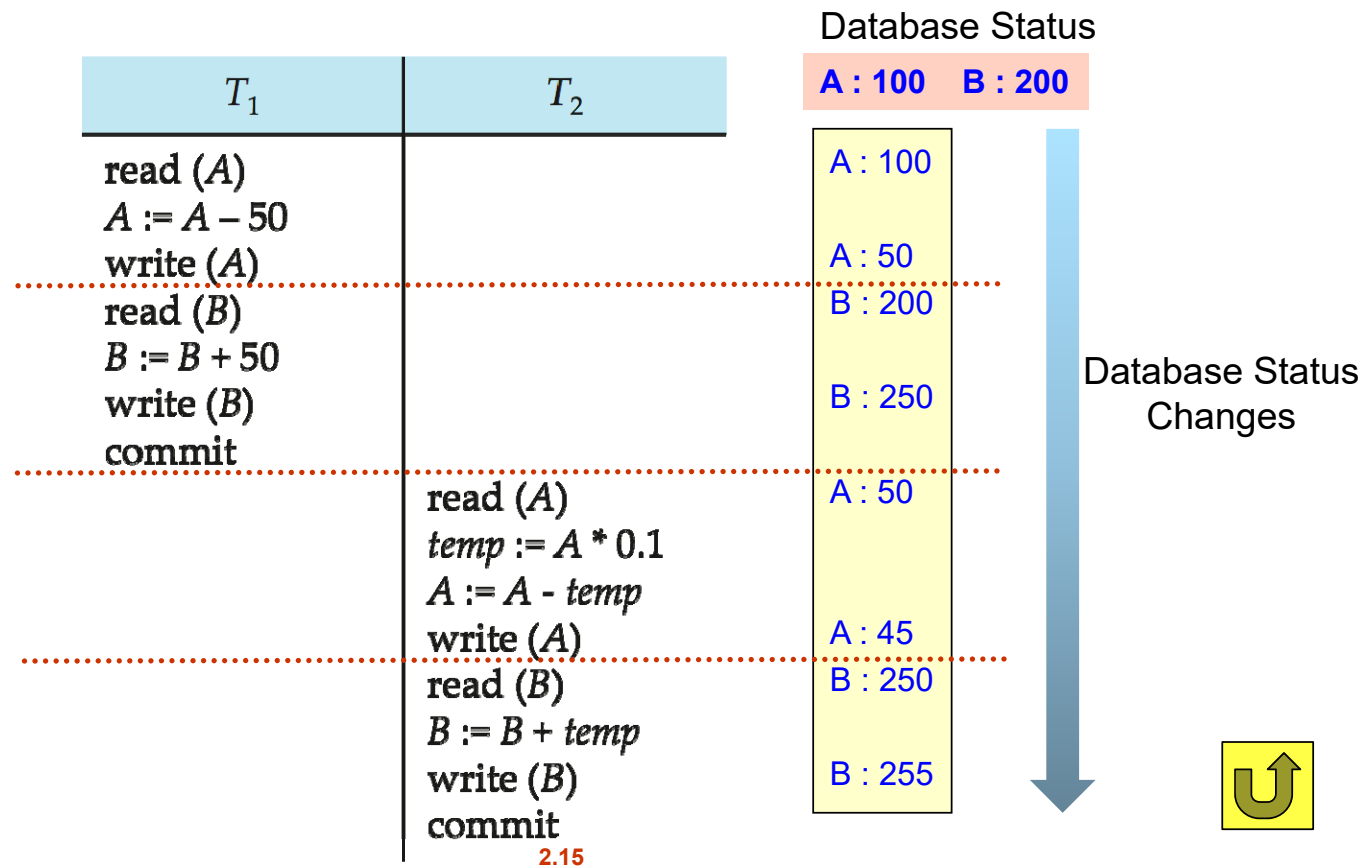 Database Status
A : 100 B : 200
T1 T2
read (A)
A := A – 50
write (A)
read (B)
B := B + 50
write (B)
commit
read (A)
temp := A * 0.1
A := A - temp
write (A)
read (B)
B := B + temp
write (B)
commit
A : 100
A : 50
B : 200
B : 250
A : 50
A : 45
B : 250
B : 255
Database Status
Changes
2.15